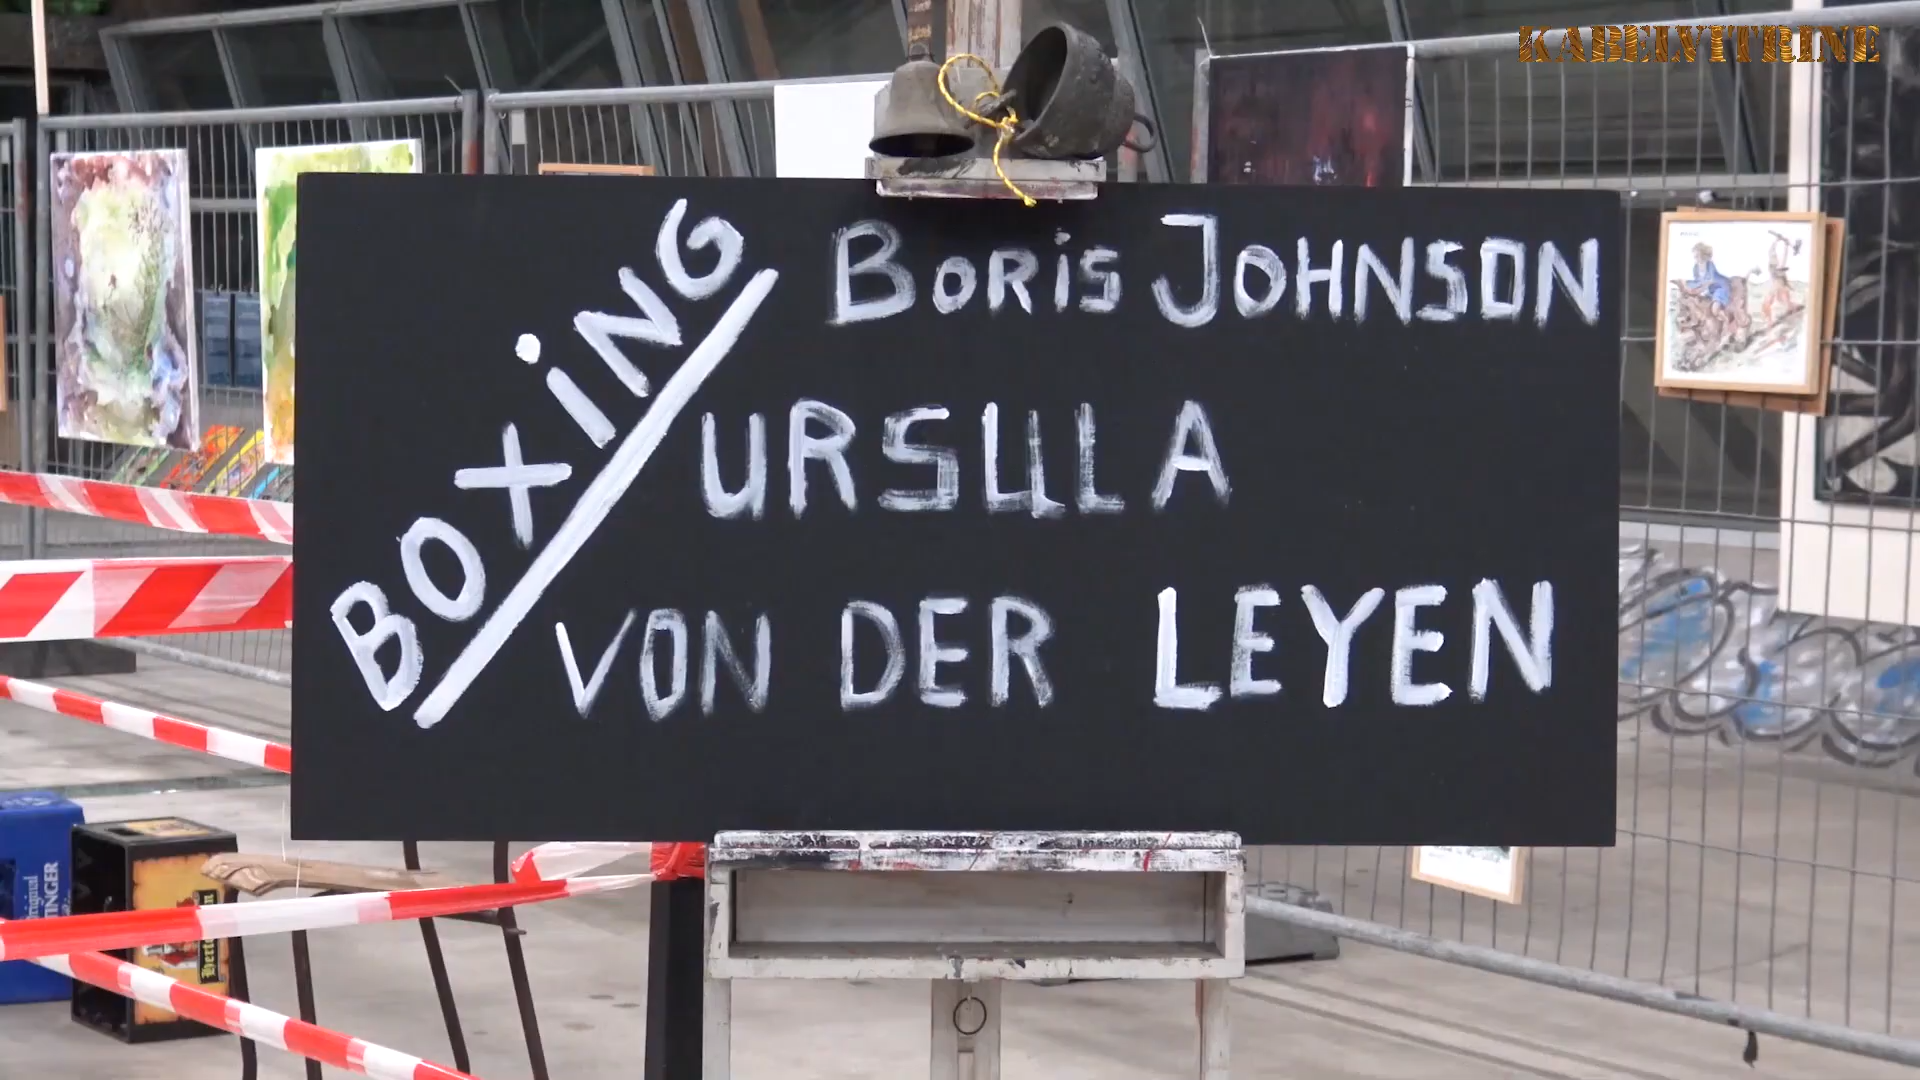 KABELVITRINE
BOXING
BORIS JOHNSON
URSULA
VON DER LEYEN